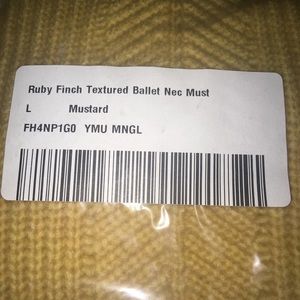 Ruby Finch Textured Ballet Nec Must
L Mustard
FH4NP1G0 YMU MNGL